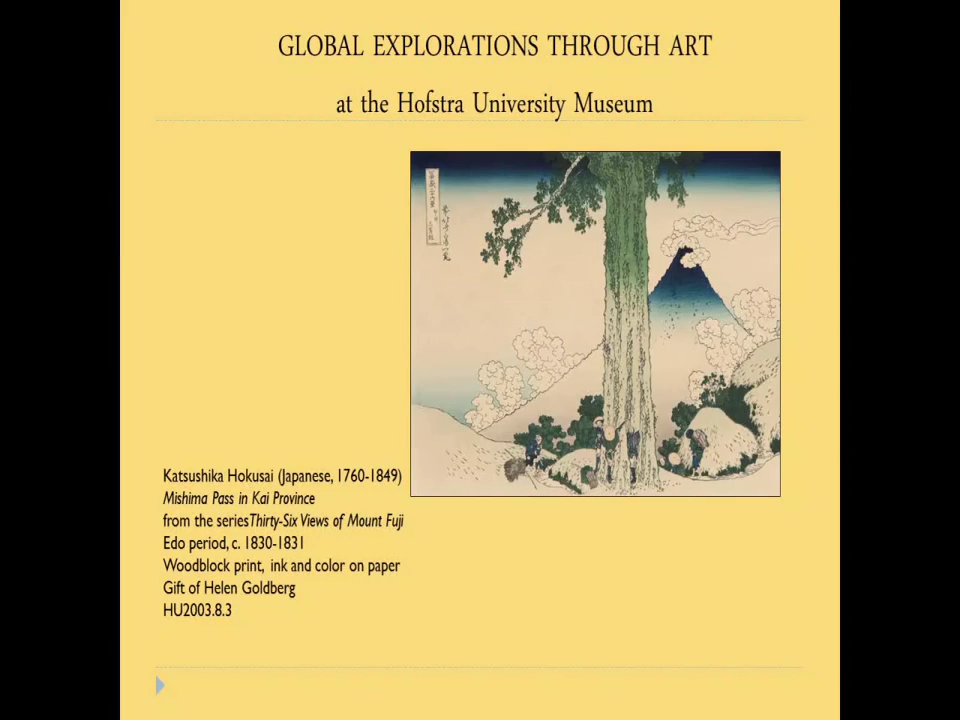 GLOBAL EXPLORATIONS THROUGH ART
at the Hofstra University Museum
Katsushika Hokusai (Japanese, 1760-1849)
Mishima Pass in Kai Province
from the seriesThirty-Six Views of Mount Fuji
Edo period, c. 1830-1831
Woodblock print, ink and color on paper
Gift of Helen Goldberg
HU2003.8.3